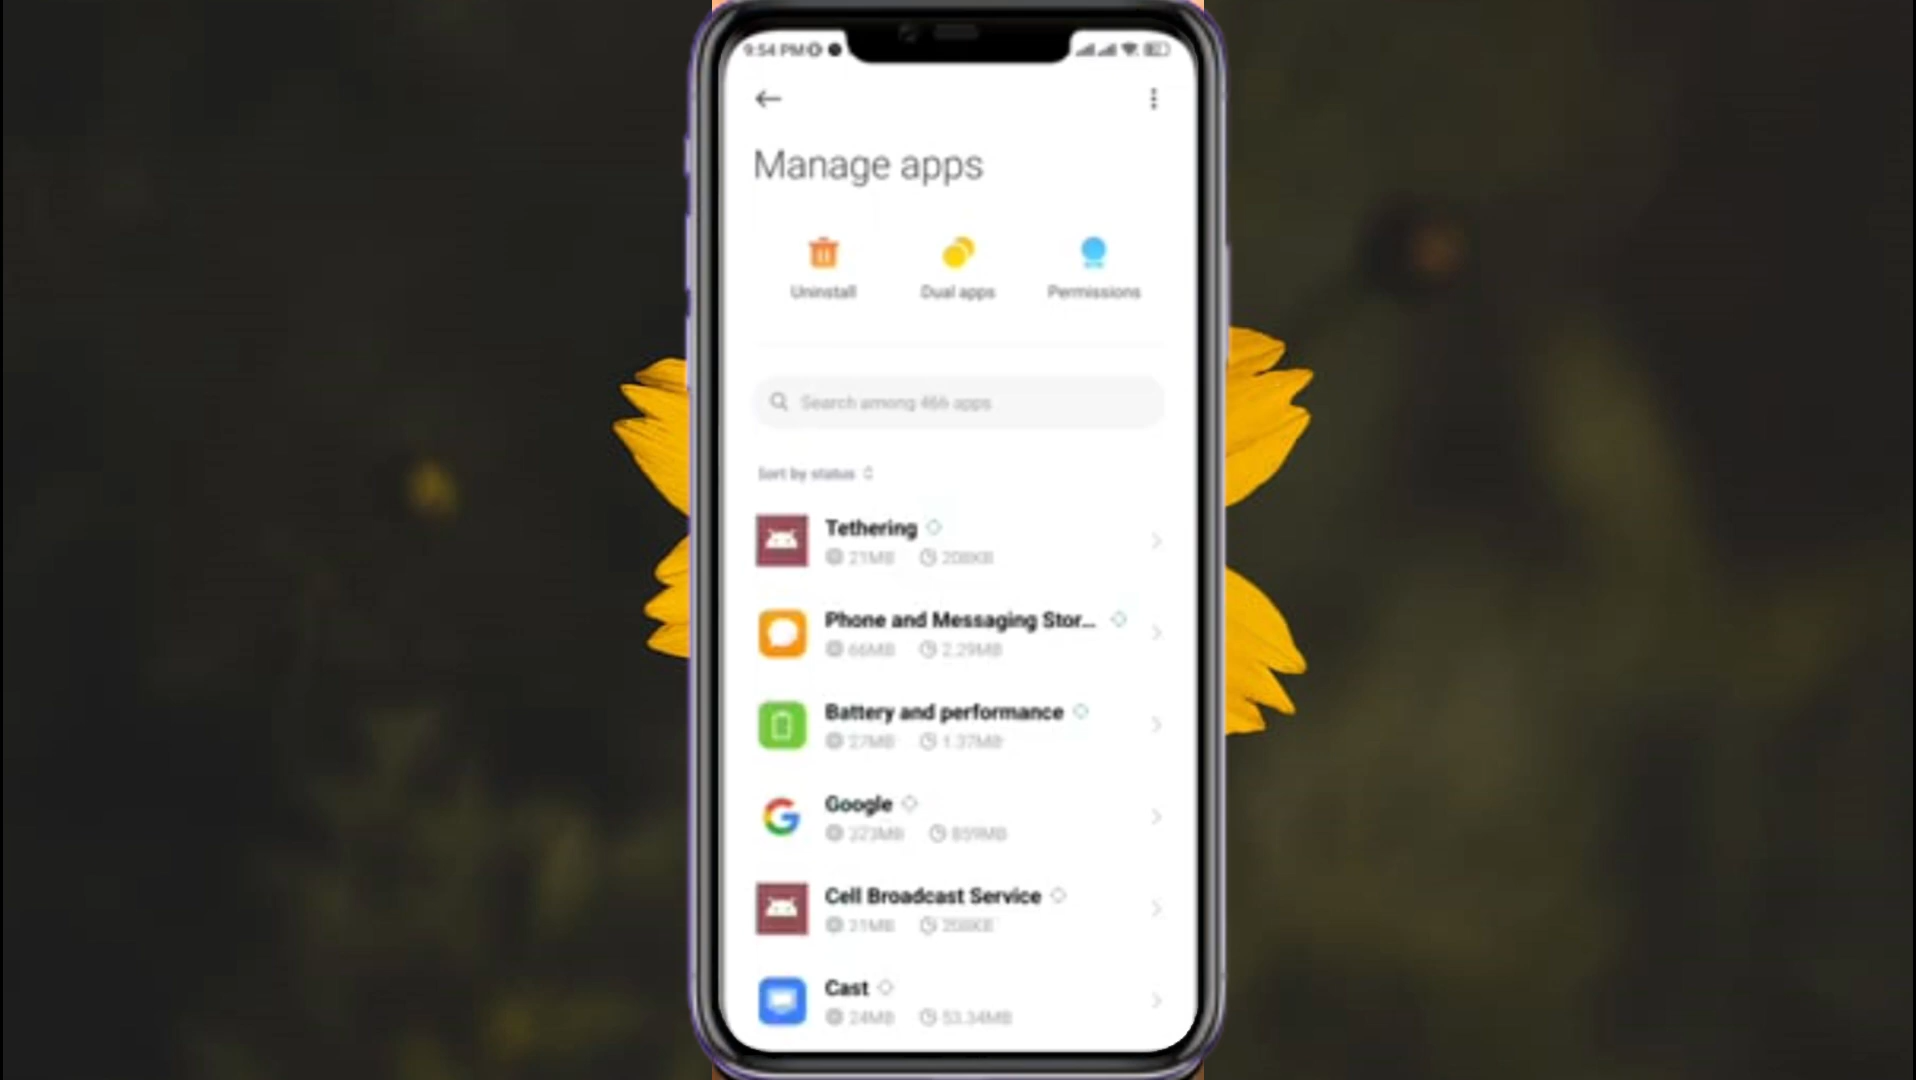 9:54 PM
Manage apps
Uninstall
Dual apps
Permissions
Search among 466 apps
Sort by status
Tethering
21MB 208KB
Phone and Messaging Stor...
66MB 2.29MB
Battery and performance
27MB 1.37MB
Google
323MB 859MB
Cell Broadcast Service
21MB 208KB
Cast
24MB 53.34MB